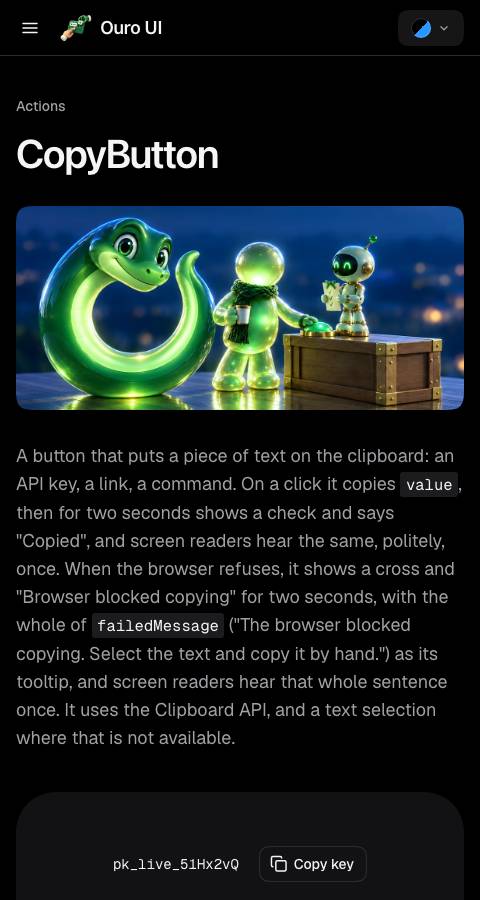 Ouro UI
Actions
CopyButton
A button that puts a piece of text on the clipboard: an
API key, a link, a command. On a click it copies value,
then for two seconds shows a check and says
"Copied", and screen readers hear the same, politely,
once. When the browser refuses, it shows a cross and
"Browser blocked copying" for two seconds, with the
whole of failedMessage ("The browser blocked
copying. Select the text and copy it by hand.") as its
tooltip, and screen readers hear that whole sentence
once. It uses the Clipboard API, and a text selection
where that is not available.
pk_live_51Hx2vQ Copy key